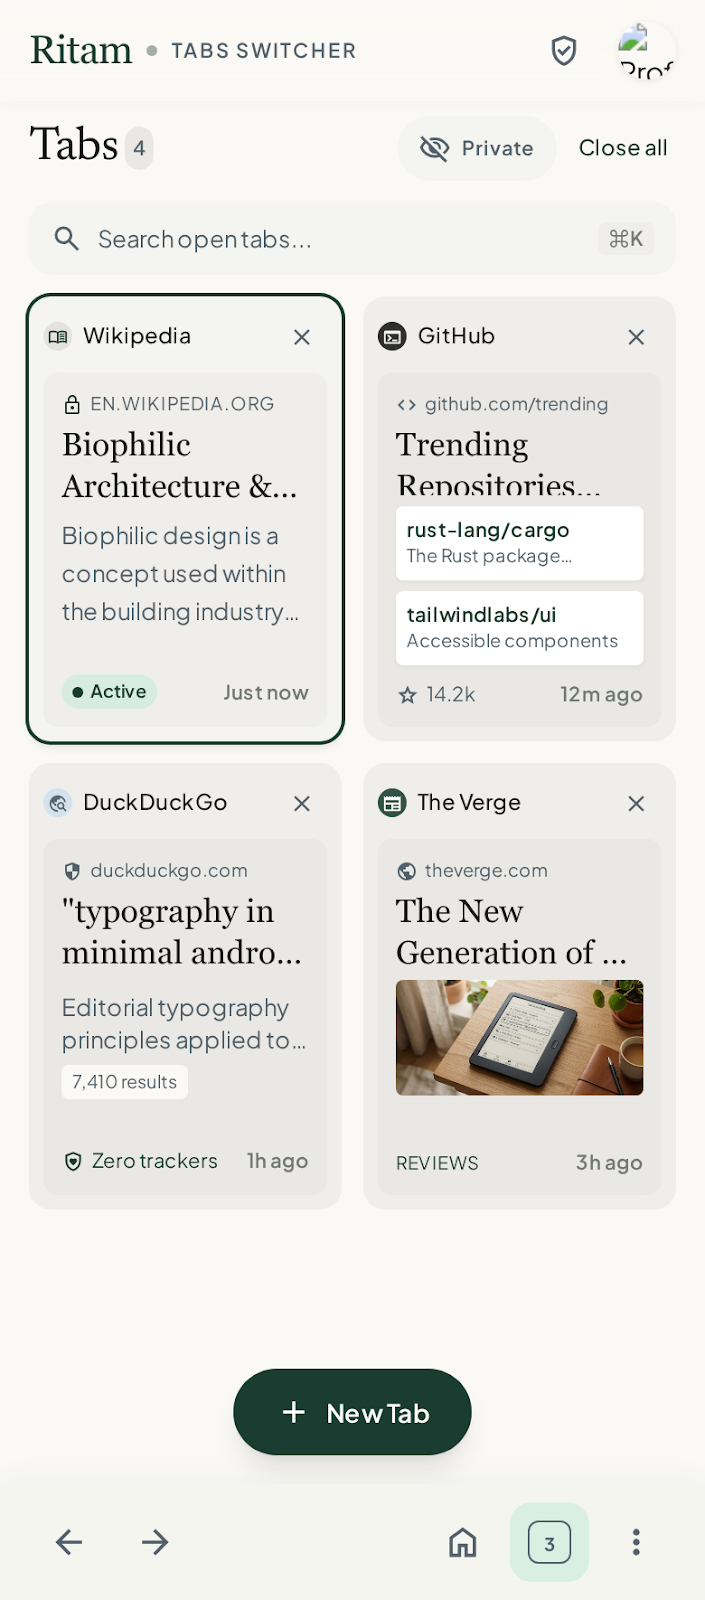 Ritam • TABS SWITCHER
Prof
Tabs 4
Private
Close all
Search open tabs...
⌘K
Wikipedia
EN.WIKIPEDIA.ORG
Biophilic
Architecture &...
Biophilic design is a
concept used within
the building industry...
Active
Just now
GitHub
github.com/trending
Trending
Repositories...
rust-lang/cargo
The Rust package...
tailwindlabs/ui
Accessible components
14.2k
12m ago
DuckDuckGo
duckduckgo.com
"typography in
minimal andro...
Editorial typography
principles applied to...
7,410 results
Zero trackers
1h ago
The Verge
theverge.com
The New
Generation of ...
REVIEWS
3h ago
+ New Tab
3